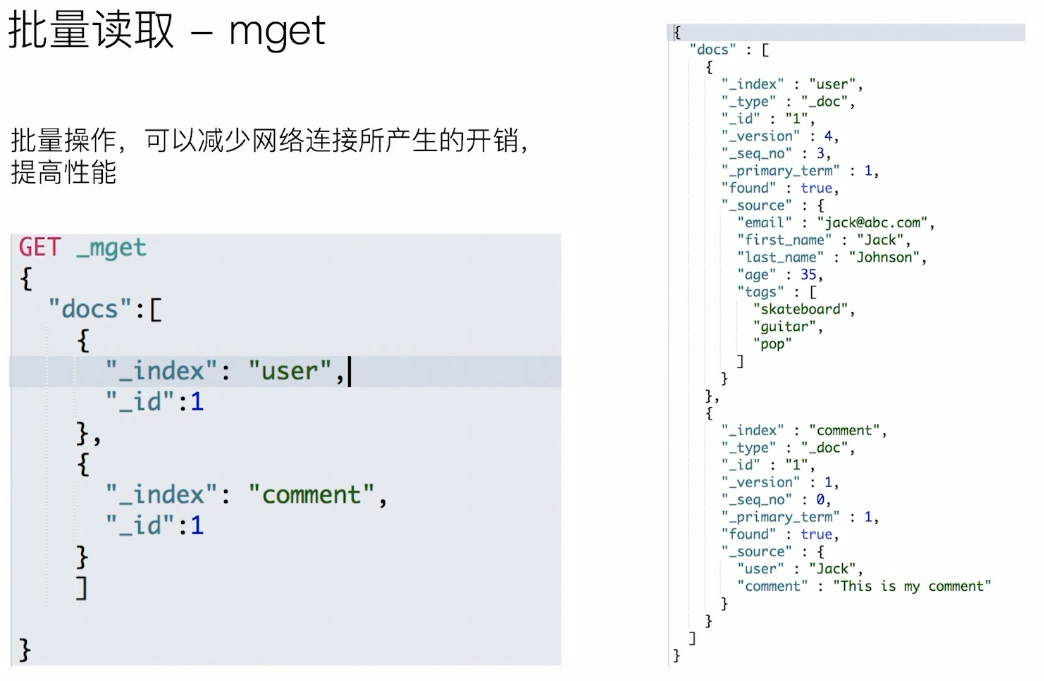 批量读取 – mget
批量操作，可以减少网络连接所产生的开销，
提高性能
GET _mget
{
  "docs":[
    {
      "_index": "user",
      "_id":1
    },
    {
      "_index": "comment",
      "_id":1
    }
    ]
}
{
  "docs" : [
    {
      "_index" : "user",
      "_type" : "_doc",
      "_id" : "1",
      "_version" : 4,
      "_seq_no" : 3,
      "_primary_term" : 1,
      "found" : true,
      "_source" : {
        "email" : "jack@abc.com",
        "first_name" : "Jack",
        "last_name" : "Johnson",
        "age" : 35,
        "tags" : [
          "skateboard",
          "guitar",
          "pop"
        ]
      }
    },
    {
      "_index" : "comment",
      "_type" : "_doc",
      "_id" : "1",
      "_version" : 1,
      "_seq_no" : 0,
      "_primary_term" : 1,
      "found" : true,
      "_source" : {
        "user" : "Jack",
        "comment" : "This is my comment"
      }
    }
  ]
}